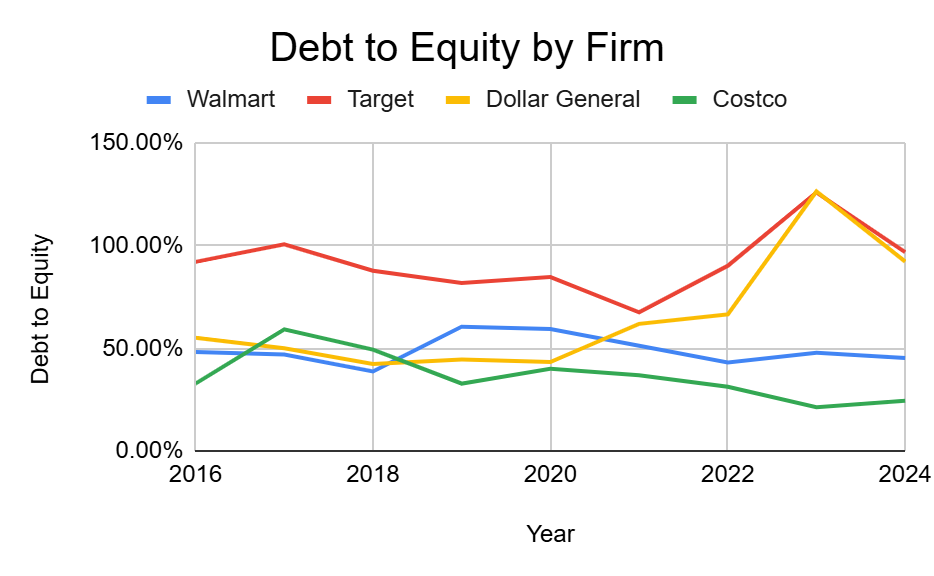 Debt to Equity by Firm
Walmart Target Dollar General Costco
150.00%
100.00%
50.00%
0.00%
Debt to Equity
2016 2018 2020 2022 2024
Year